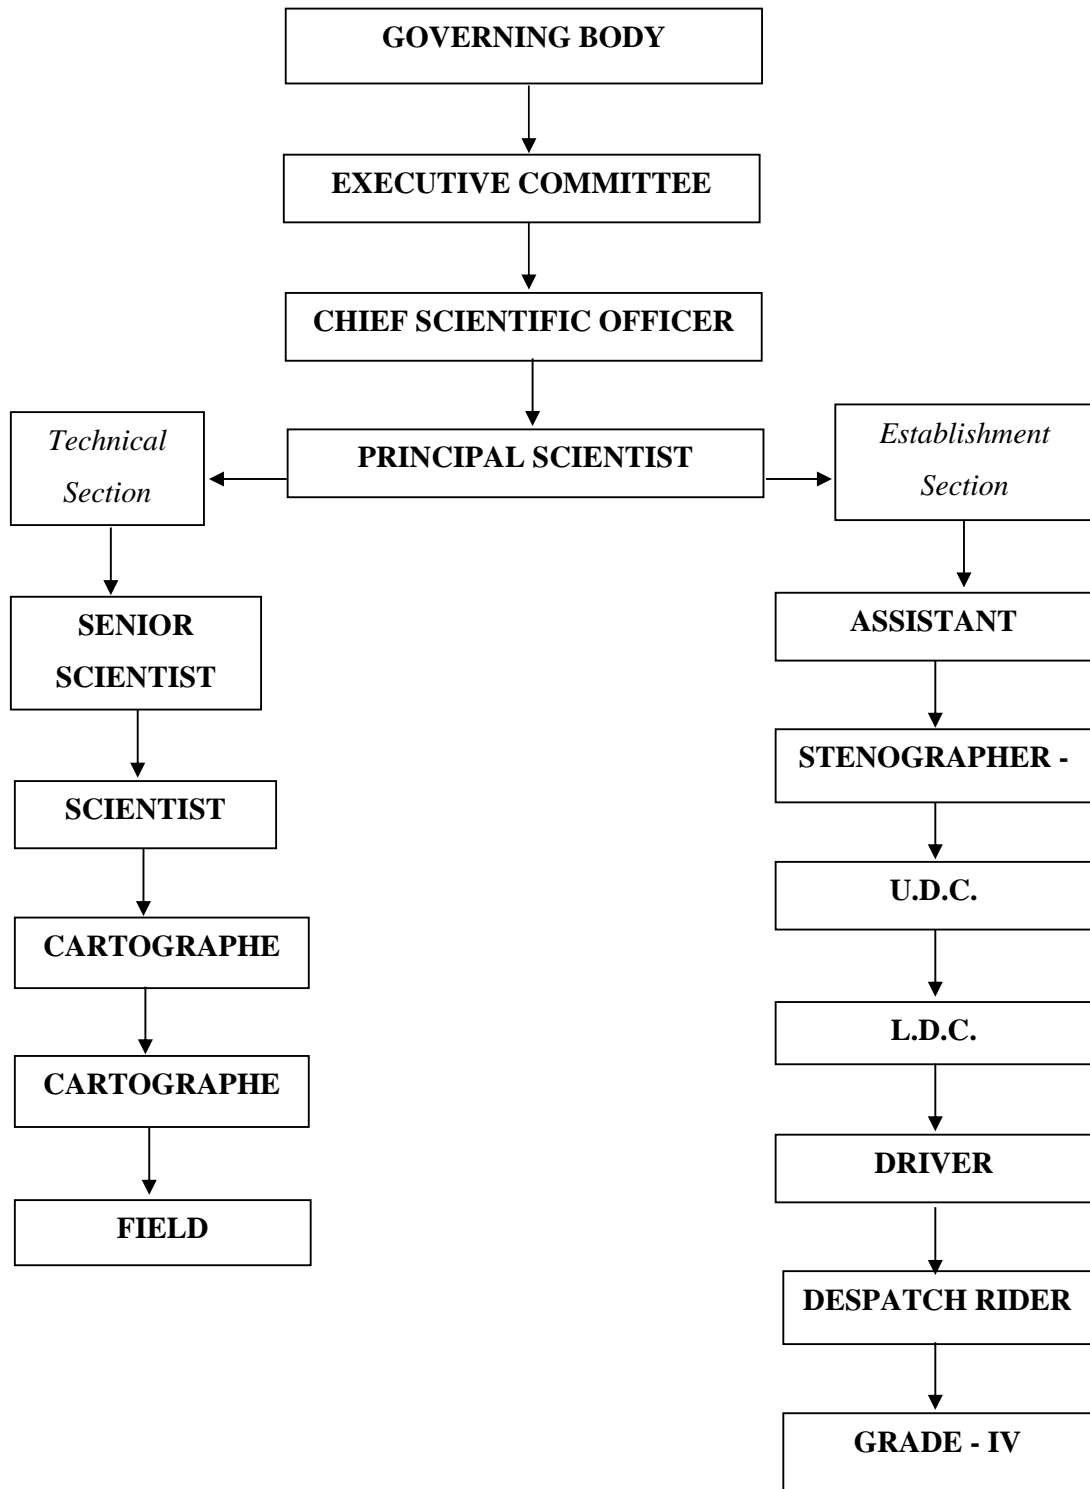 GOVERNING BODY
EXECUTIVE COMMITTEE
CHIEF SCIENTIFIC OFFICER
PRINCIPAL SCIENTIST
Technical
Section
SENIOR
SCIENTIST
SCIENTIST
CARTOGRAPHE
CARTOGRAPHE
FIELD
Establishment
Section
ASSISTANT
STENOGRAPHER -
U.D.C.
L.D.C.
DRIVER
DESPATCH RIDER
GRADE - IV